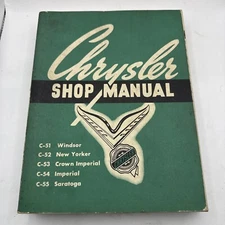 Chrysler
SHOP MANUAL
C-51 Windsor
C-52 New Yorker
C-53 Crown Imperial
C-54 Imperial
C-55 Saratoga